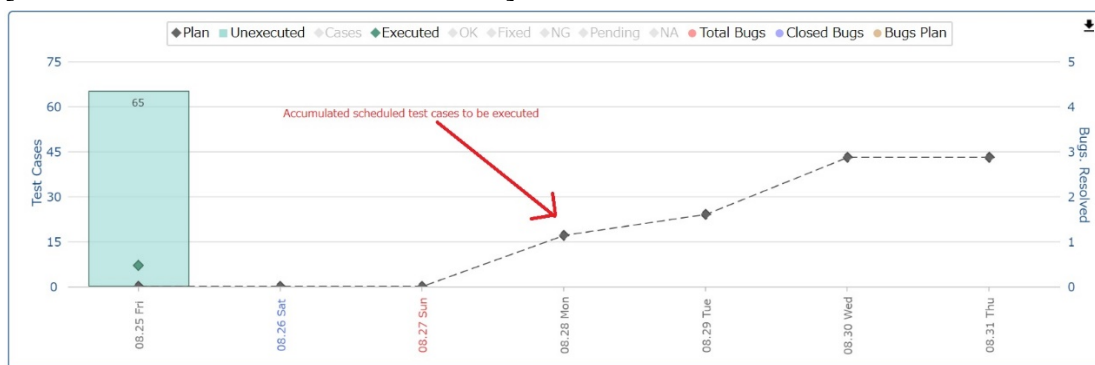 Plan Unexecuted Cases Executed OK Fixed NG Pending NA Total Bugs Closed Bugs Bugs Plan
75
60
45
30
15
0
Test Cases
65
Accumulated scheduled test cases to be executed
5
4
3
2
1
0
Bugs. Resolved
08.25 Fri
08.26 Sat
08.27 Sun
08.28 Mon
08.29 Tue
08.30 Wed
08.31 Thu